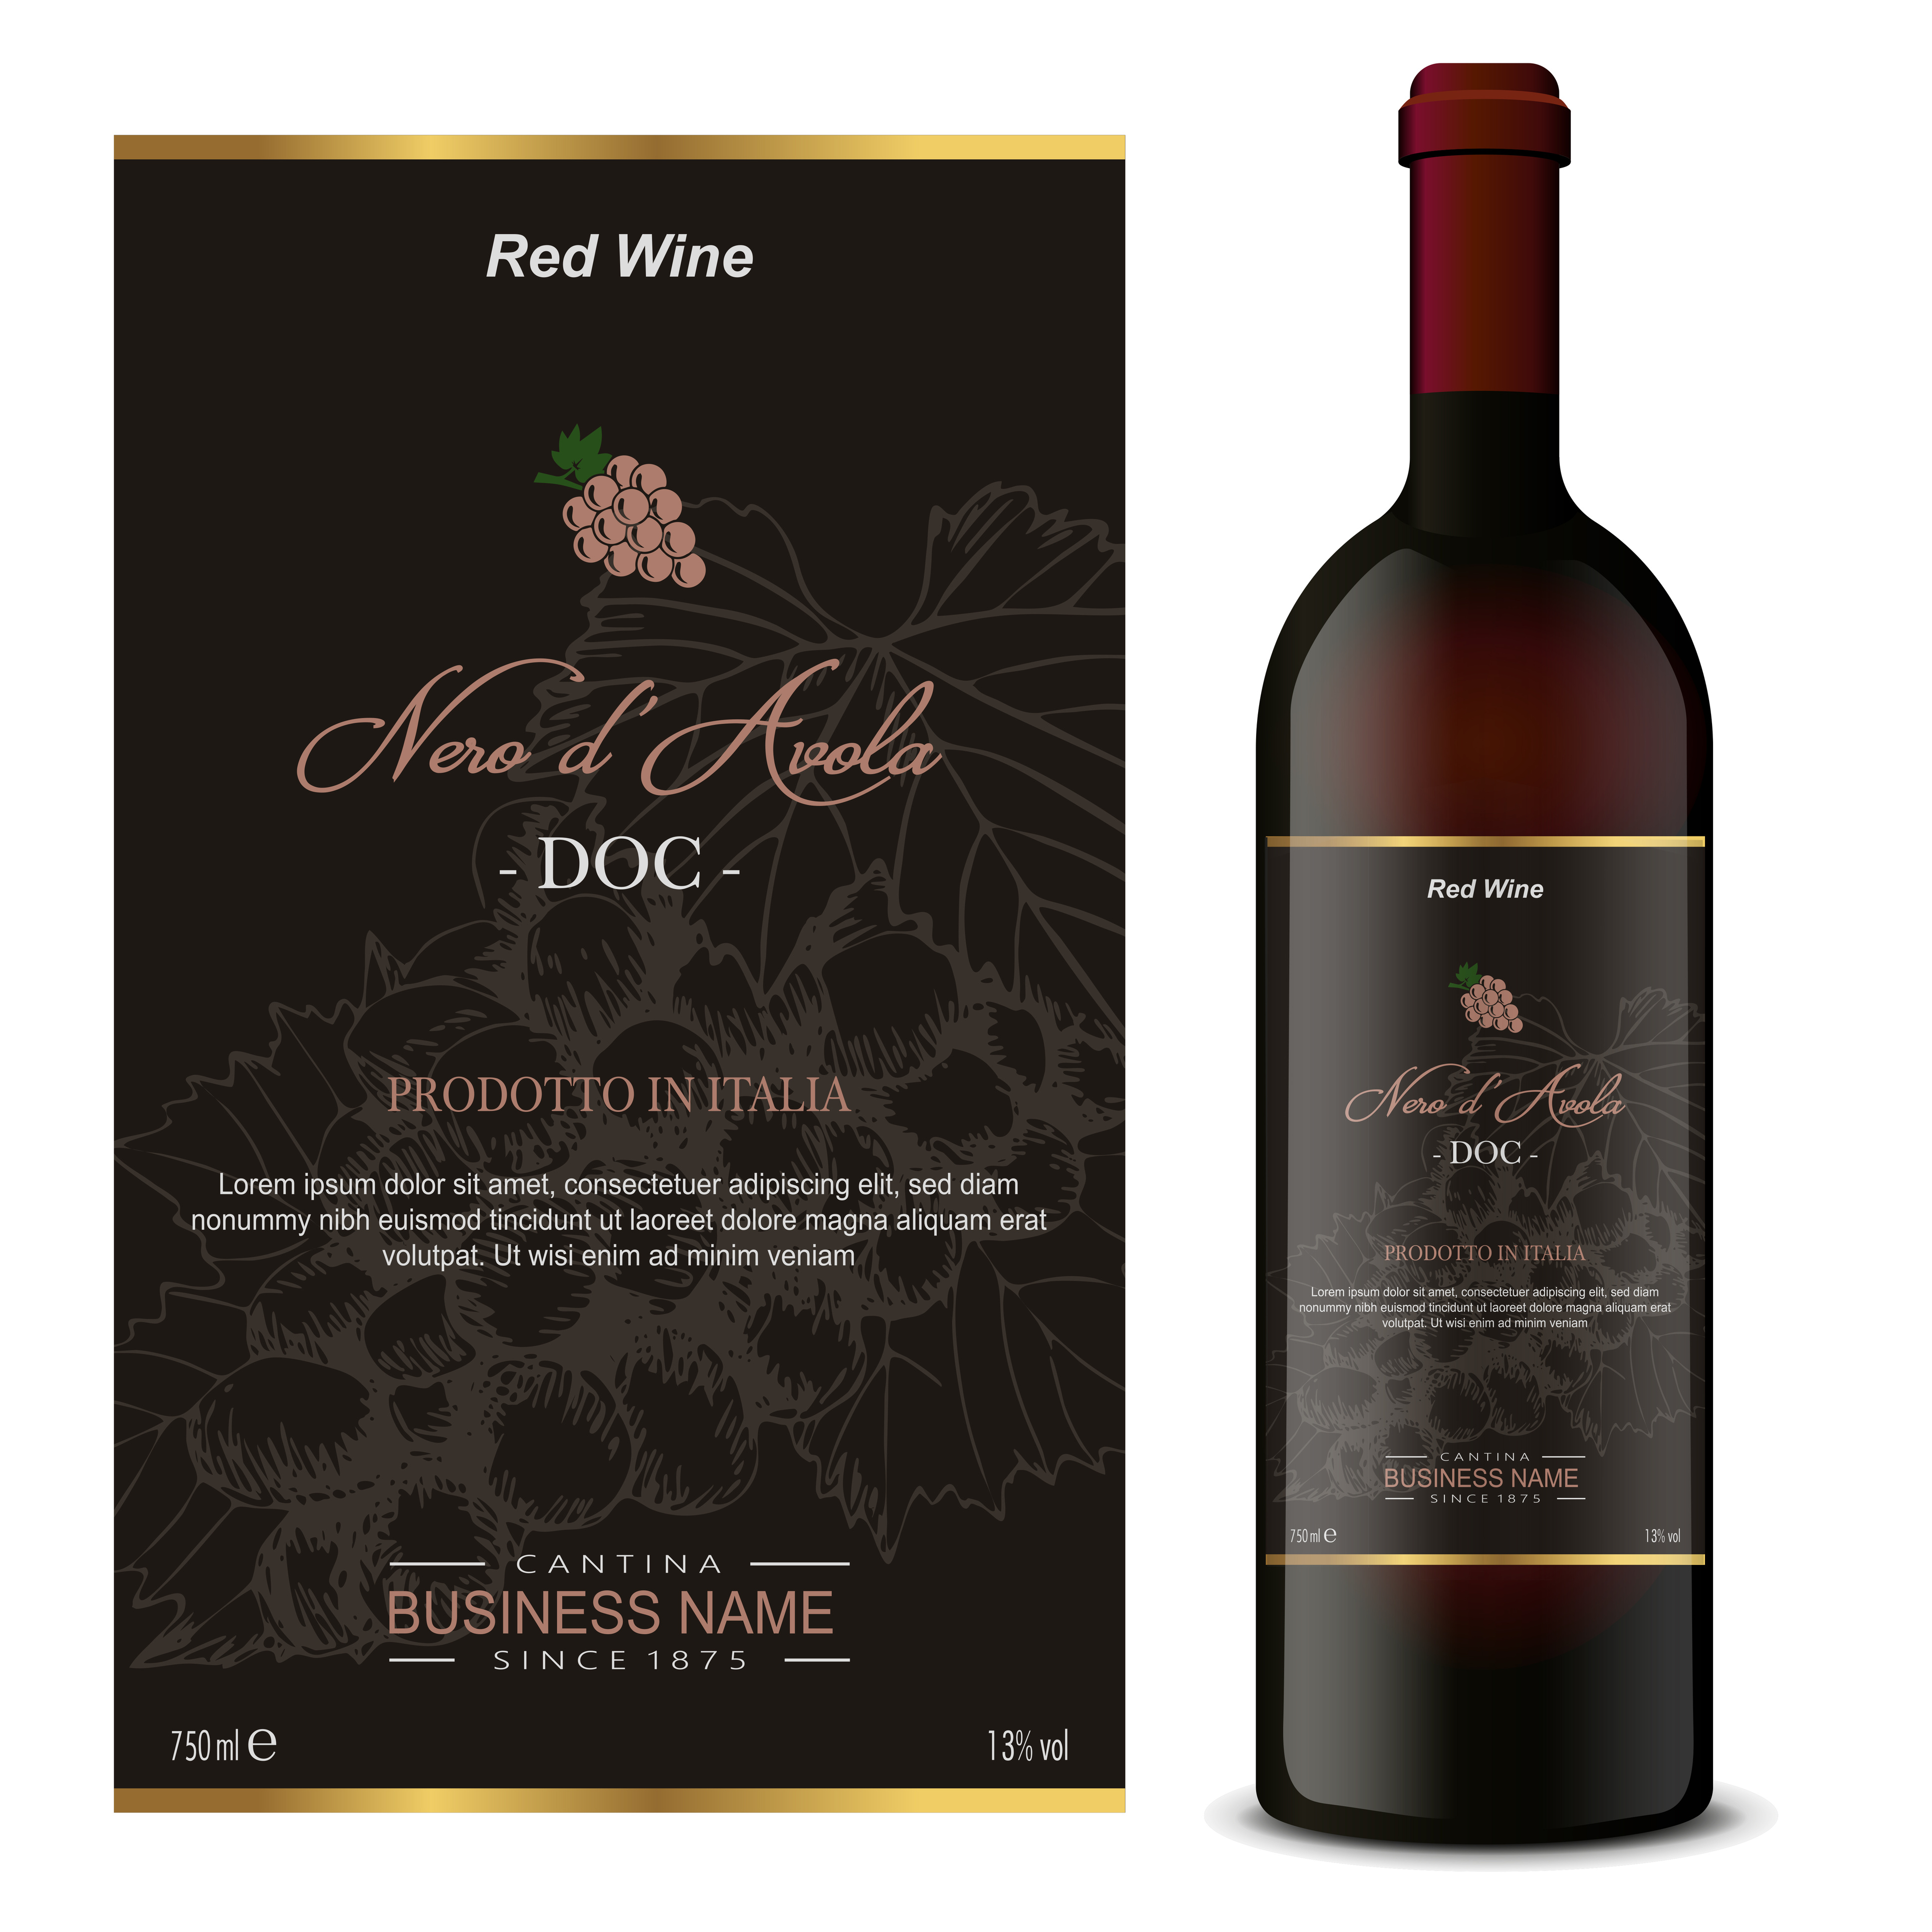 Red Wine
Nero d'Avola
- DOC -
PRODOTTO IN ITALIA
Lorem ipsum dolor sit amet, consectetuer adipiscing elit, sed diam
nonummy nibh euismod tincidunt ut laoreet dolore magna aliquam erat
volutpat. Ut wisi enim ad minim veniam
CANTINA
BUSINESS NAME
SINCE 1875
750 ml ℮
13% vol
Red Wine
Nero d'Avola
- DOC -
PRODOTTO IN ITALIA
Lorem ipsum dolor sit amet, consectetuer adipiscing elit, sed diam
nonummy nibh euismod tincidunt ut laoreet dolore magna aliquam erat
volutpat. Ut wisi enim ad minim veniam
CANTINA
BUSINESS NAME
SINCE 1875
750 ml ℮
13% vol